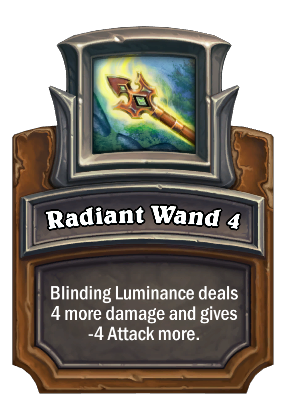 Radiant Wand 4
Blinding Luminance deals
4 more damage and gives
-4 Attack more.